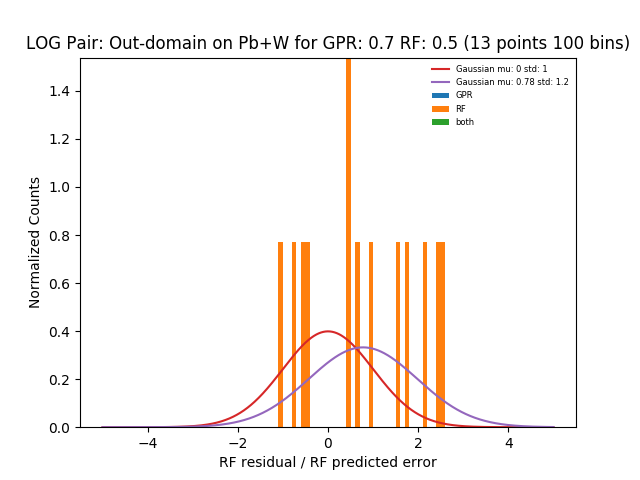 LOG Pair: Out-domain on Pb+W for GPR: 0.7 RF: 0.5 (13 points 100 bins)
Gaussian mu: 0 std: 1
Gaussian mu: 0.78 std: 1.2
GPR
RF
both
Normalized Counts
1.4
1.2
1.0
0.8
0.6
0.4
0.2
0.0
−4
−2
0
2
4
RF residual / RF predicted error